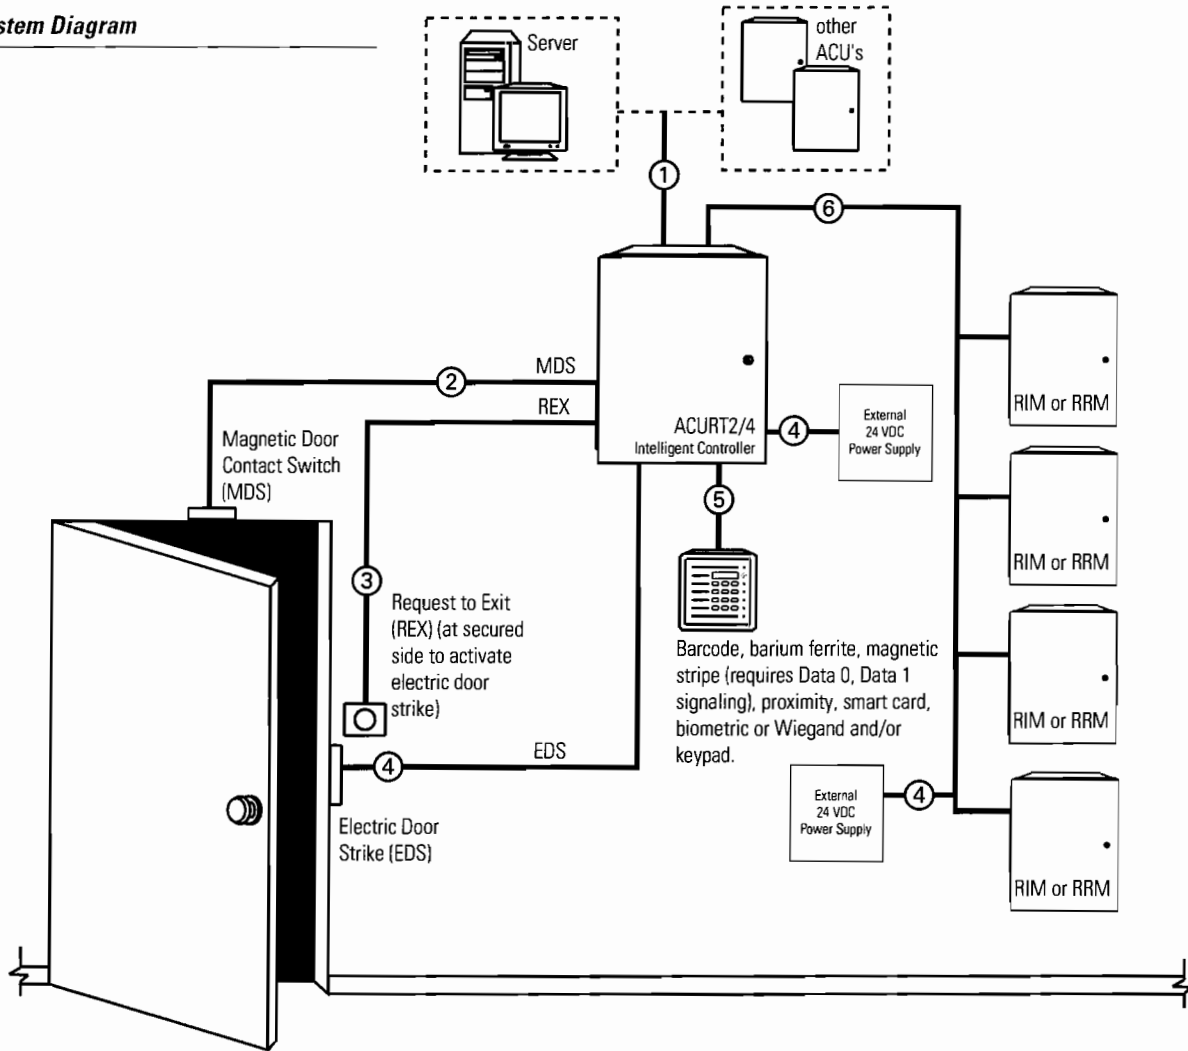 stem Diagram
Server
other
ACU's
1
6
MDS
2
REX
Magnetic Door
Contact Switch
(MDS)
ACURT2/4
Intelligent Controller
4
External
24 VDC
Power Supply
5
RIM or RRM
RIM or RRM
3
Request to Exit
(REX) (at secured
side to activate
electric door
strike)
Barcode, barium ferrite, magnetic
stripe (requires Data 0, Data 1
signaling), proximity, smart card,
biometric or Wiegand and/or
keypad.
RIM or RRM
EDS
4
Electric Door
Strike (EDS)
External
24 VDC
Power Supply
4
RIM or RRM